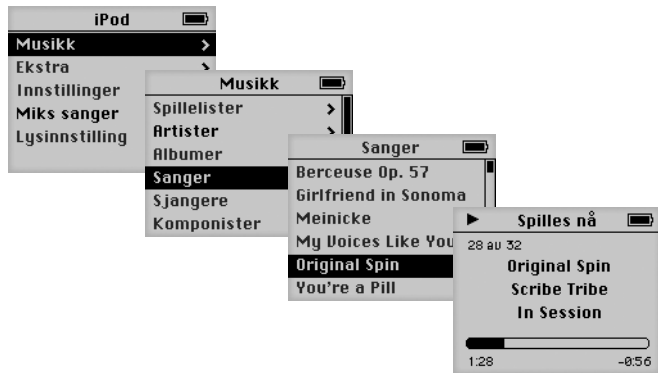 iPod
Musikk
Ekstra
Innstillinger
Miks sanger
Lysinnstilling
Musikk
Spillelister
Artister
Albumer
Sanger
Sjangere
Komponister
Sanger
Berceuse Op. 57
Girlfriend in Sonoma
Meinicke
My Voices Like You
Original Spin
You're a Pill
Spilles nå
28 av 32
Original Spin
Scribe Tribe
In Session
1:28 -0:56